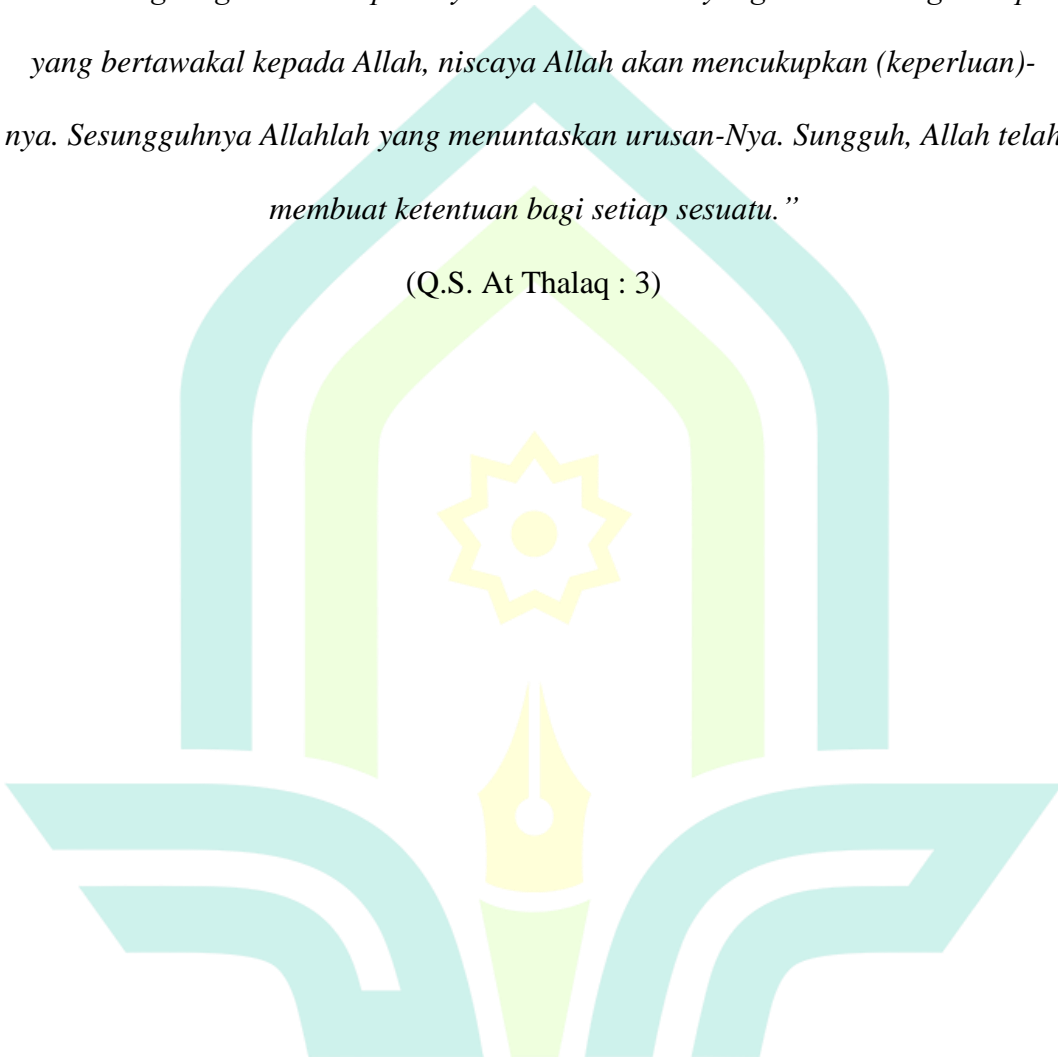 yang bertawakal kepada Allah, niscaya Allah akan mencukupkan (keperluan)-
nya. Sesungguhnya Allahlah yang menuntaskan urusan-Nya. Sungguh, Allah telah
membuat ketentuan bagi setiap sesuatu.”
(Q.S. At Thalaq : 3)